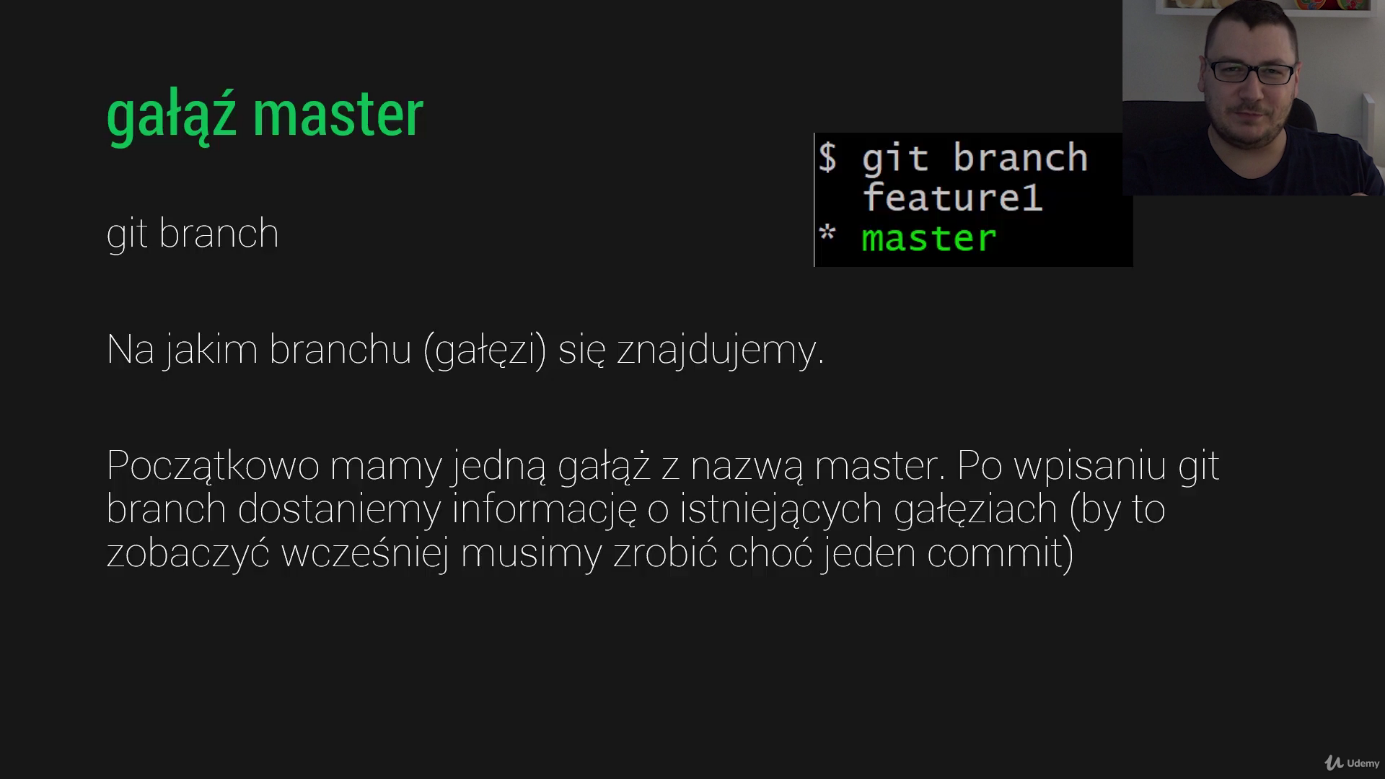 gałąź master
$ git branch
feature1
* master
git branch
Na jakim branchu (gałęzi) się znajdujemy.
Początkowo mamy jedną gałąż z nazwą master. Po wpisaniu git
branch dostaniemy informację o istniejących gałęziach (by to
zobaczyć wcześniej musimy zrobić choć jeden commit)
Udemy